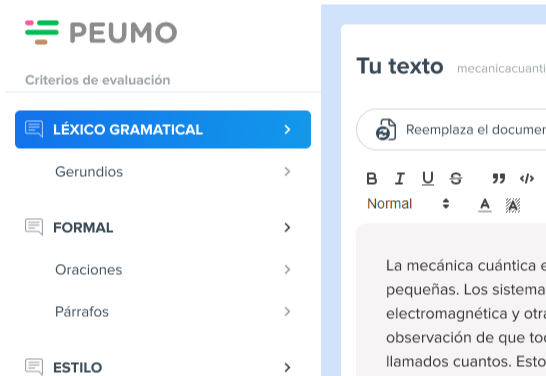 PEUMO
Criterios de evaluación
LÉXICO GRAMATICAL
Gerundios
FORMAL
Oraciones
Párrafos
ESTILO
Tu texto mecanicacuanti
Reemplaza el documen
B I U S ” </>
Normal A A
La mecánica cuántica e
pequeñas. Los sistema
electromagnética y otra
observación de que too
llamados cuantos. Esto